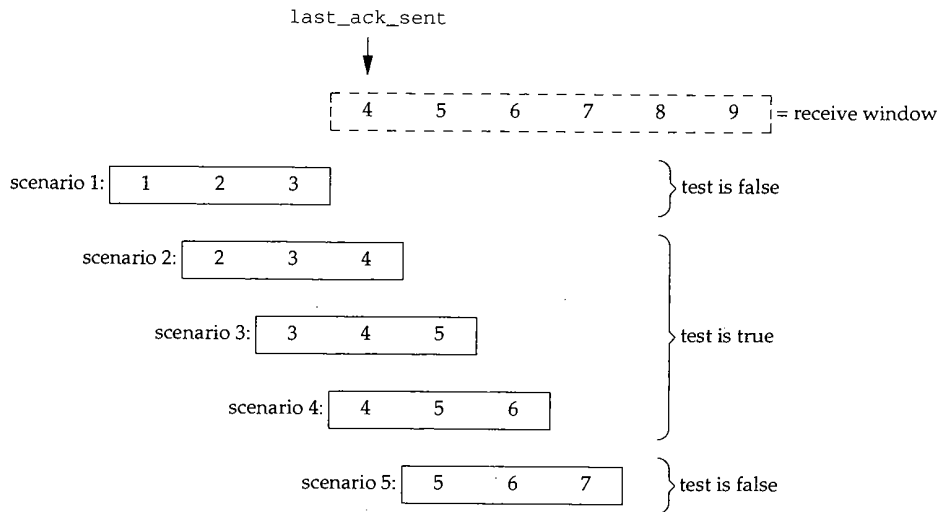 last_ack_sent
4 5 6 7 8 9 = receive window
scenario 1: 1 2 3 test is false
scenario 2: 2 3 4
scenario 3: 3 4 5 test is true
scenario 4: 4 5 6
scenario 5: 5 6 7 test is false